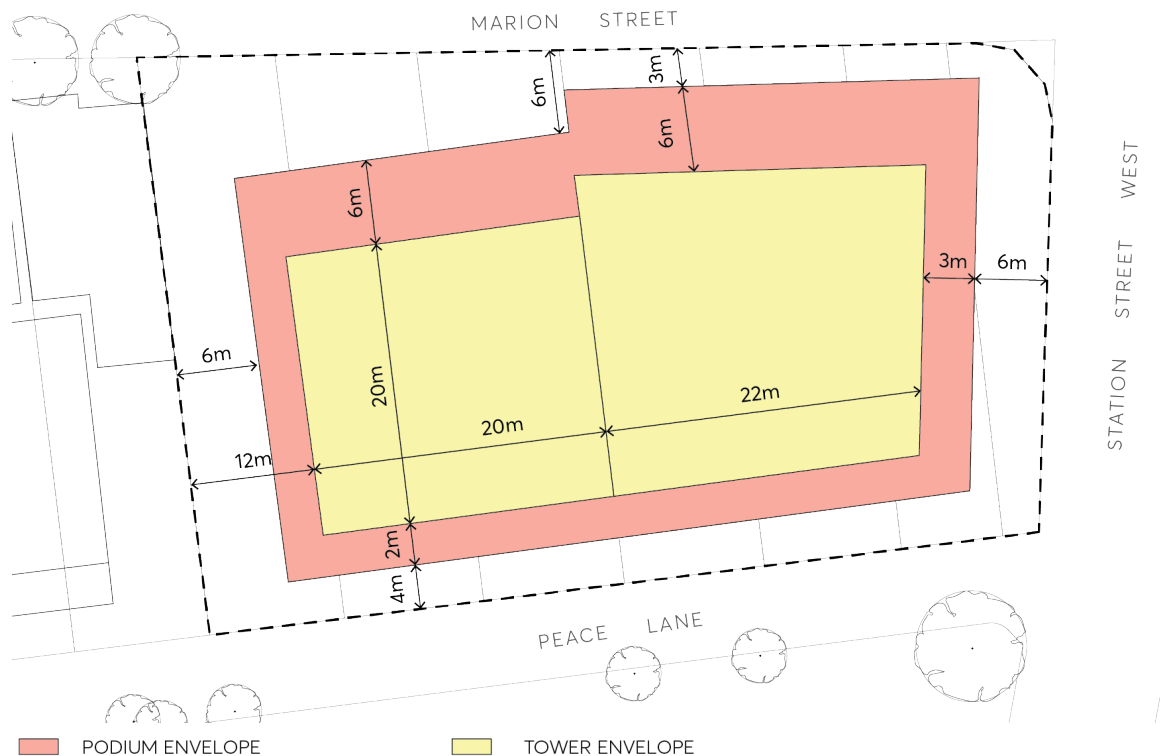 MARION STREET
3m
6m
6m
6m
STATION STREET WEST
3m
6m
6m
20m
22m
20m
12m
2m
4m
PEACE LANE
PODIUM ENVELOPE
TOWER ENVELOPE